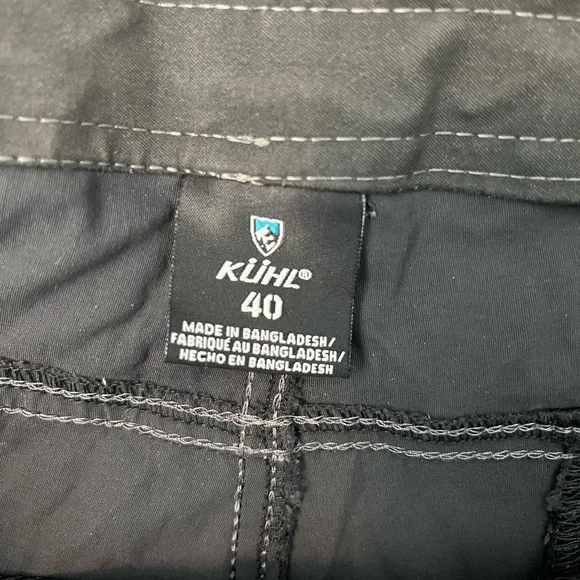 KÜHL®
40
MADE IN BANGLADESH/
FABRIQUÉ AU BANGLADESH/
HECHO EN BANGLADESH